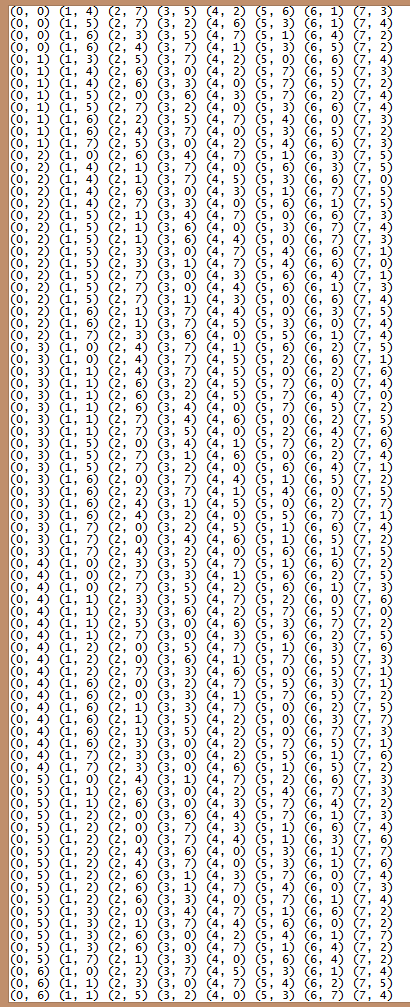 (0, 0) (1, 4) (2, 7) (3, 5) (4, 2) (5, 6) (6, 1) (7, 3)
(0, 0) (1, 5) (2, 7) (3, 2) (4, 6) (5, 3) (6, 1) (7, 4)
(0, 0) (1, 6) (2, 3) (3, 5) (4, 7) (5, 1) (6, 4) (7, 2)
(0, 0) (1, 6) (2, 4) (3, 7) (4, 1) (5, 3) (6, 5) (7, 2)
(0, 1) (1, 3) (2, 5) (3, 7) (4, 2) (5, 0) (6, 6) (7, 4)
(0, 1) (1, 4) (2, 6) (3, 0) (4, 2) (5, 7) (6, 5) (7, 3)
(0, 1) (1, 4) (2, 6) (3, 3) (4, 0) (5, 7) (6, 5) (7, 2)
(0, 1) (1, 5) (2, 0) (3, 6) (4, 3) (5, 7) (6, 2) (7, 4)
(0, 1) (1, 5) (2, 7) (3, 2) (4, 0) (5, 3) (6, 6) (7, 4)
(0, 1) (1, 6) (2, 2) (3, 5) (4, 7) (5, 4) (6, 0) (7, 3)
(0, 1) (1, 6) (2, 4) (3, 7) (4, 0) (5, 3) (6, 5) (7, 2)
(0, 1) (1, 7) (2, 5) (3, 0) (4, 2) (5, 4) (6, 6) (7, 3)
(0, 2) (1, 0) (2, 6) (3, 4) (4, 7) (5, 1) (6, 3) (7, 5)
(0, 2) (1, 4) (2, 1) (3, 7) (4, 0) (5, 6) (6, 3) (7, 5)
(0, 2) (1, 4) (2, 1) (3, 7) (4, 5) (5, 3) (6, 6) (7, 0)
(0, 2) (1, 4) (2, 6) (3, 0) (4, 3) (5, 1) (6, 7) (7, 5)
(0, 2) (1, 4) (2, 7) (3, 3) (4, 0) (5, 6) (6, 1) (7, 5)
(0, 2) (1, 5) (2, 1) (3, 4) (4, 7) (5, 0) (6, 6) (7, 3)
(0, 2) (1, 5) (2, 1) (3, 6) (4, 0) (5, 3) (6, 7) (7, 4)
(0, 2) (1, 5) (2, 1) (3, 6) (4, 4) (5, 0) (6, 7) (7, 3)
(0, 2) (1, 5) (2, 3) (3, 0) (4, 7) (5, 4) (6, 6) (7, 1)
(0, 2) (1, 5) (2, 3) (3, 1) (4, 7) (5, 4) (6, 6) (7, 0)
(0, 2) (1, 5) (2, 7) (3, 0) (4, 3) (5, 6) (6, 4) (7, 1)
(0, 2) (1, 5) (2, 7) (3, 0) (4, 4) (5, 6) (6, 1) (7, 3)
(0, 2) (1, 5) (2, 7) (3, 1) (4, 3) (5, 0) (6, 6) (7, 4)
(0, 2) (1, 6) (2, 1) (3, 7) (4, 4) (5, 0) (6, 3) (7, 5)
(0, 2) (1, 6) (2, 1) (3, 7) (4, 5) (5, 3) (6, 0) (7, 4)
(0, 2) (1, 7) (2, 3) (3, 6) (4, 0) (5, 5) (6, 1) (7, 4)
(0, 3) (1, 0) (2, 4) (3, 7) (4, 1) (5, 6) (6, 2) (7, 5)
(0, 3) (1, 0) (2, 4) (3, 7) (4, 5) (5, 2) (6, 6) (7, 1)
(0, 3) (1, 1) (2, 4) (3, 7) (4, 5) (5, 0) (6, 2) (7, 6)
(0, 3) (1, 1) (2, 6) (3, 2) (4, 5) (5, 7) (6, 0) (7, 4)
(0, 3) (1, 1) (2, 6) (3, 2) (4, 5) (5, 7) (6, 4) (7, 0)
(0, 3) (1, 1) (2, 6) (3, 4) (4, 0) (5, 7) (6, 5) (7, 2)
(0, 3) (1, 1) (2, 7) (3, 4) (4, 6) (5, 0) (6, 2) (7, 5)
(0, 3) (1, 1) (2, 7) (3, 5) (4, 0) (5, 2) (6, 4) (7, 6)
(0, 3) (1, 5) (2, 0) (3, 4) (4, 1) (5, 7) (6, 2) (7, 6)
(0, 3) (1, 5) (2, 7) (3, 1) (4, 6) (5, 0) (6, 2) (7, 4)
(0, 3) (1, 5) (2, 7) (3, 2) (4, 0) (5, 6) (6, 4) (7, 1)
(0, 3) (1, 6) (2, 0) (3, 7) (4, 4) (5, 1) (6, 5) (7, 2)
(0, 3) (1, 6) (2, 2) (3, 7) (4, 1) (5, 4) (6, 0) (7, 5)
(0, 3) (1, 6) (2, 4) (3, 1) (4, 5) (5, 0) (6, 2) (7, 7)
(0, 3) (1, 6) (2, 4) (3, 2) (4, 0) (5, 5) (6, 7) (7, 1)
(0, 3) (1, 7) (2, 0) (3, 2) (4, 5) (5, 1) (6, 6) (7, 4)
(0, 3) (1, 7) (2, 0) (3, 4) (4, 6) (5, 1) (6, 5) (7, 2)
(0, 3) (1, 7) (2, 4) (3, 2) (4, 0) (5, 6) (6, 1) (7, 5)
(0, 4) (1, 0) (2, 3) (3, 5) (4, 7) (5, 1) (6, 6) (7, 2)
(0, 4) (1, 0) (2, 7) (3, 3) (4, 1) (5, 6) (6, 2) (7, 5)
(0, 4) (1, 0) (2, 7) (3, 5) (4, 2) (5, 6) (6, 1) (7, 3)
(0, 4) (1, 1) (2, 3) (3, 5) (4, 7) (5, 2) (6, 0) (7, 6)
(0, 4) (1, 1) (2, 3) (3, 6) (4, 2) (5, 7) (6, 5) (7, 0)
(0, 4) (1, 1) (2, 5) (3, 0) (4, 6) (5, 3) (6, 7) (7, 2)
(0, 4) (1, 1) (2, 7) (3, 0) (4, 3) (5, 6) (6, 2) (7, 5)
(0, 4) (1, 2) (2, 0) (3, 5) (4, 7) (5, 1) (6, 3) (7, 6)
(0, 4) (1, 2) (2, 0) (3, 6) (4, 1) (5, 7) (6, 5) (7, 3)
(0, 4) (1, 2) (2, 7) (3, 3) (4, 6) (5, 0) (6, 5) (7, 1)
(0, 4) (1, 6) (2, 0) (3, 2) (4, 7) (5, 5) (6, 3) (7, 1)
(0, 4) (1, 6) (2, 0) (3, 3) (4, 1) (5, 7) (6, 5) (7, 2)
(0, 4) (1, 6) (2, 1) (3, 3) (4, 7) (5, 0) (6, 2) (7, 5)
(0, 4) (1, 6) (2, 1) (3, 5) (4, 2) (5, 0) (6, 3) (7, 7)
(0, 4) (1, 6) (2, 1) (3, 5) (4, 2) (5, 0) (6, 7) (7, 3)
(0, 4) (1, 6) (2, 3) (3, 0) (4, 2) (5, 7) (6, 5) (7, 1)
(0, 4) (1, 7) (2, 3) (3, 0) (4, 2) (5, 5) (6, 1) (7, 6)
(0, 4) (1, 7) (2, 3) (3, 0) (4, 6) (5, 1) (6, 5) (7, 2)
(0, 5) (1, 0) (2, 4) (3, 1) (4, 7) (5, 2) (6, 6) (7, 3)
(0, 5) (1, 1) (2, 6) (3, 0) (4, 2) (5, 4) (6, 7) (7, 3)
(0, 5) (1, 1) (2, 6) (3, 0) (4, 3) (5, 7) (6, 4) (7, 2)
(0, 5) (1, 2) (2, 0) (3, 6) (4, 4) (5, 7) (6, 1) (7, 3)
(0, 5) (1, 2) (2, 0) (3, 7) (4, 3) (5, 1) (6, 6) (7, 4)
(0, 5) (1, 2) (2, 0) (3, 7) (4, 4) (5, 1) (6, 3) (7, 6)
(0, 5) (1, 2) (2, 4) (3, 6) (4, 0) (5, 3) (6, 1) (7, 7)
(0, 5) (1, 2) (2, 4) (3, 7) (4, 0) (5, 3) (6, 1) (7, 6)
(0, 5) (1, 2) (2, 6) (3, 1) (4, 3) (5, 7) (6, 0) (7, 4)
(0, 5) (1, 2) (2, 6) (3, 1) (4, 7) (5, 4) (6, 0) (7, 3)
(0, 5) (1, 2) (2, 6) (3, 3) (4, 0) (5, 7) (6, 1) (7, 4)
(0, 5) (1, 3) (2, 0) (3, 4) (4, 7) (5, 1) (6, 6) (7, 2)
(0, 5) (1, 3) (2, 1) (3, 7) (4, 4) (5, 6) (6, 0) (7, 2)
(0, 5) (1, 3) (2, 6) (3, 0) (4, 2) (5, 4) (6, 1) (7, 7)
(0, 5) (1, 3) (2, 6) (3, 0) (4, 7) (5, 1) (6, 4) (7, 2)
(0, 5) (1, 7) (2, 1) (3, 3) (4, 0) (5, 6) (6, 4) (7, 2)
(0, 6) (1, 0) (2, 2) (3, 7) (4, 5) (5, 3) (6, 1) (7, 4)
(0, 6) (1, 1) (2, 3) (3, 0) (4, 7) (5, 4) (6, 2) (7, 5)
(0, 6) (1, 1) (2, 5) (3, 2) (4, 0) (5, 3) (6, 7) (7, 4)